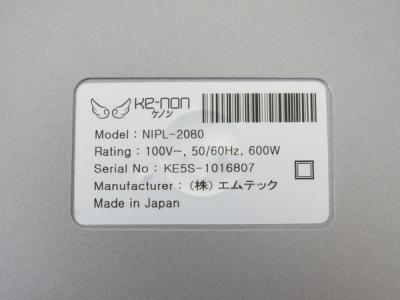 Ke-non
ケノン
Model : NIPL-2080
Rating : 100V~, 50/60Hz, 600W
Serial No : KE5S-1016807
Manufacturer : (株) エムテック
Made in Japan